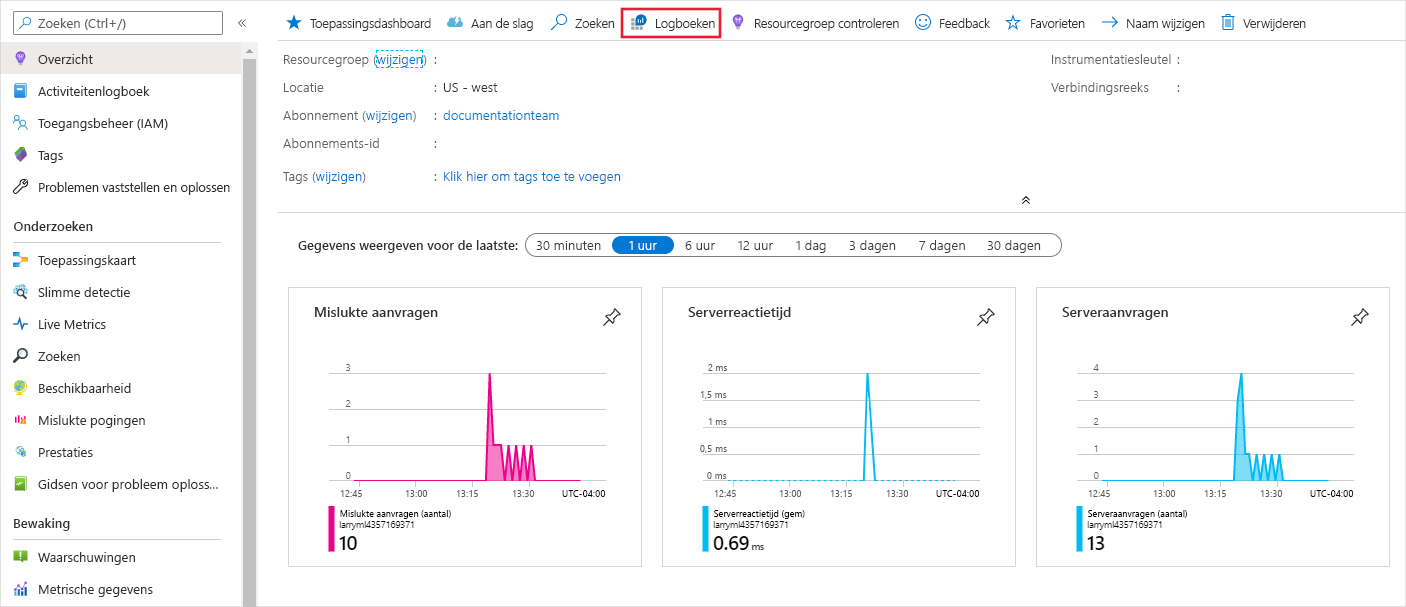 Zoeken (Ctrl+/)
«
Toepassingsdashboard
Aan de slag
Zoeken
Logboeken
Resourcegroep controleren
Feedback
Favorieten
Naam wijzigen
Verwijderen
Overzicht
Activiteitenlogboek
Toegangsbeheer (IAM)
Tags
Problemen vaststellen en oplossen
Onderzoeken
Toepassingskaart
Slimme detectie
Live Metrics
Zoeken
Beschikbaarheid
Mislukte pogingen
Prestaties
Gidsen voor probleem oploss...
Bewaking
Waarschuwingen
Metrische gegevens
Resourcegroep (wijzigen) :
Locatie : US - west
Abonnement (wijzigen) : documentationteam
Abonnements-id :
Tags (wijzigen) : Klik hier om tags toe te voegen
Instrumentatiesleutel :
Verbindingsreeks :
Gegevens weergeven voor de laatste: 30 minuten 1 uur 6 uur 12 uur 1 dag 3 dagen 7 dagen 30 dagen
Mislukte aanvragen
3
2
1
0
12:45 13:00 13:15 13:30 UTC-04:00
Mislukte aanvragen (aantal)
larryml4357169371
10
Serverreactietijd
2 ms
1,5 ms
1 ms
0,5 ms
0 ms
12:45 13:00 13:15 13:30 UTC-04:00
Serverreactietijd (gem)
larryml4357169371
0.69 ms
Serveraanvragen
4
3
2
1
0
12:45 13:00 13:15 13:30 UTC-04:00
Serveraanvragen (aantal)
larryml4357169371
13